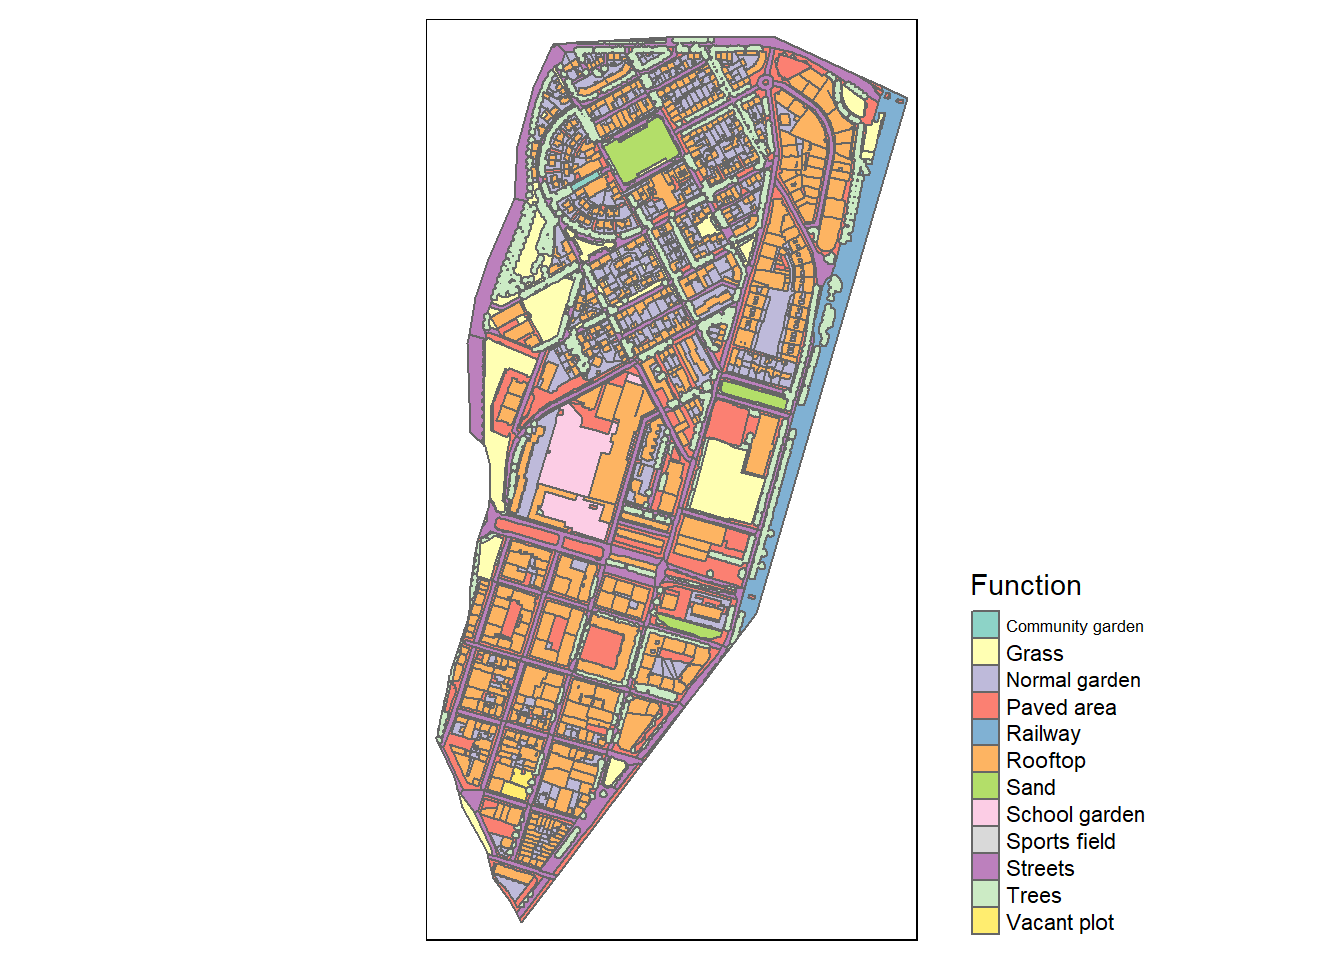 Function
Community garden
Grass
Normal garden
Paved area
Railway
Rooftop
Sand
School garden
Sports field
Streets
Trees
Vacant plot